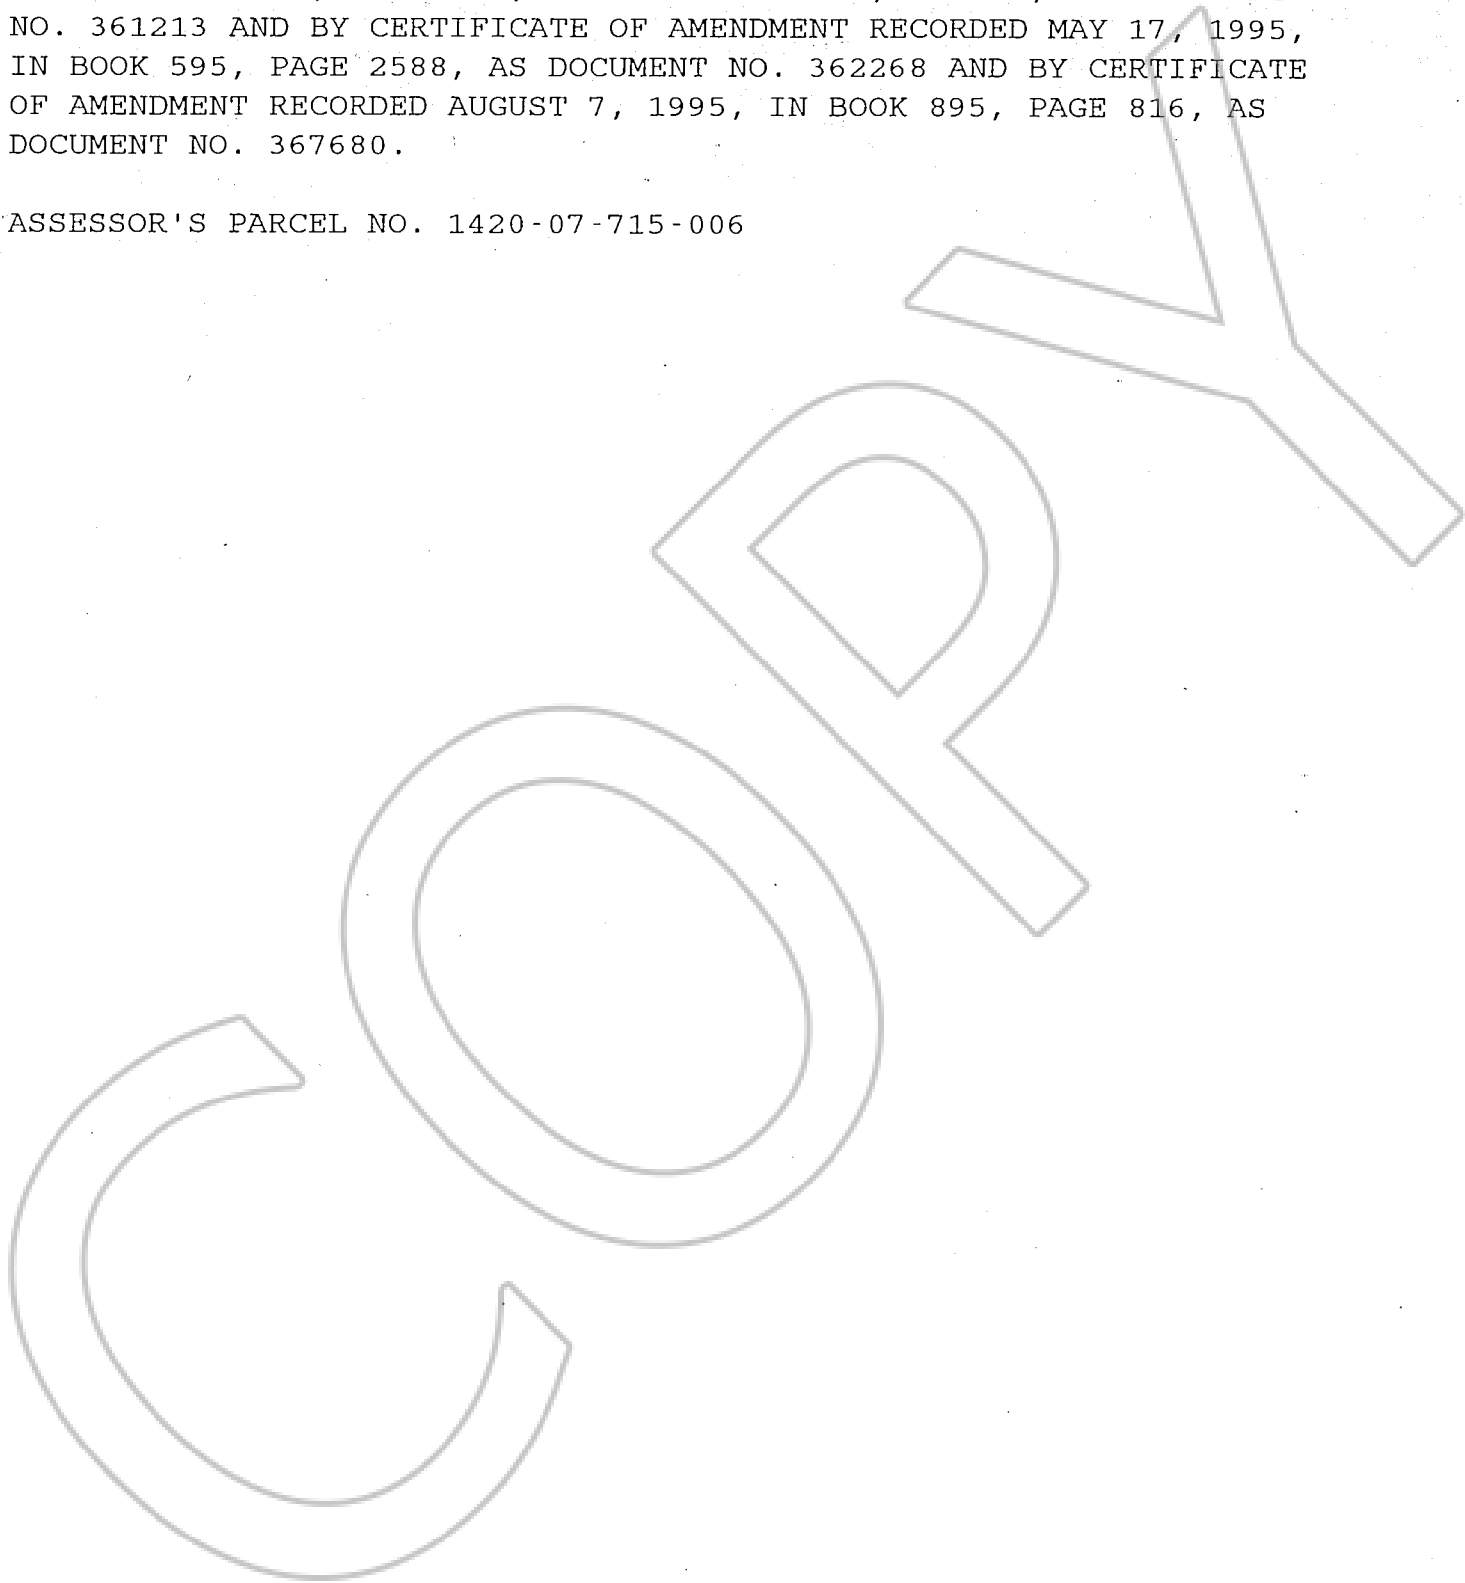 NO. 361213 AND BY CERTIFICATE OF AMENDMENT RECORDED MAY 17, 1995,
IN BOOK 595, PAGE 2588, AS DOCUMENT NO. 362268 AND BY CERTIFICATE
OF AMENDMENT RECORDED AUGUST 7, 1995, IN BOOK 895, PAGE 816, AS
DOCUMENT NO. 367680.
ASSESSOR'S PARCEL NO. 1420-07-715-006
COPY